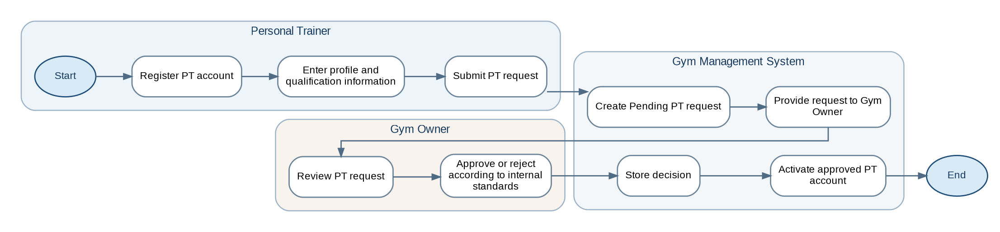 Personal Trainer
Start
Register PT account
Enter profile and
qualification information
Submit PT request
Gym Management System
Create Pending PT request
Provide request to Gym
Owner
Gym Owner
Review PT request
Approve or reject
according to internal
standards
Store decision
Activate approved PT
account
End